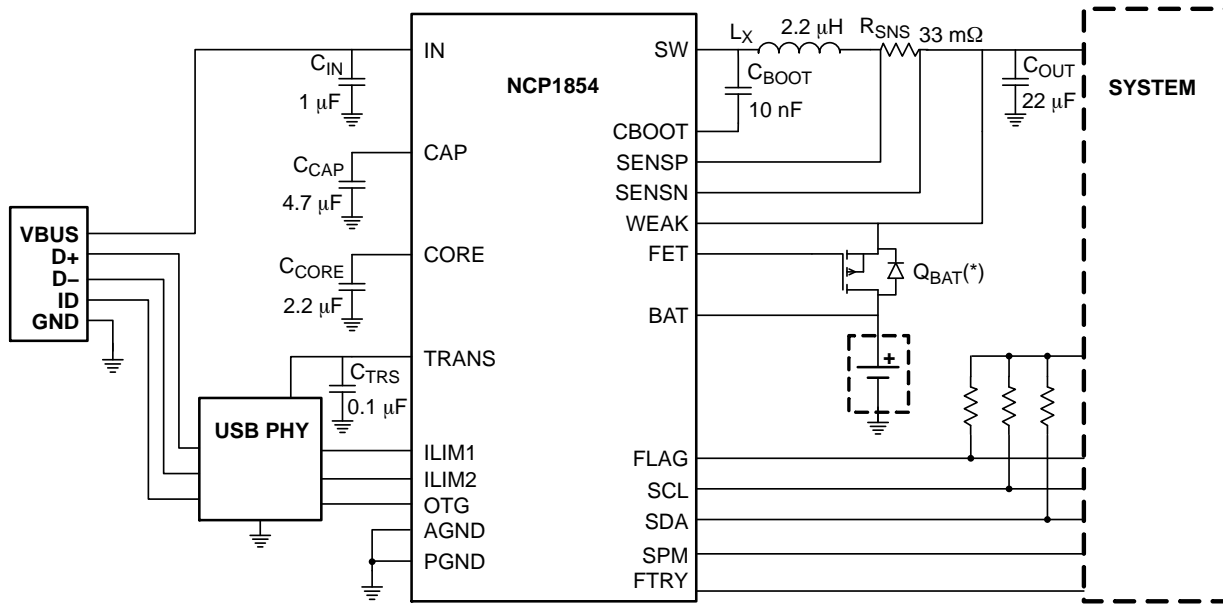 L_X 2.2 μH R_SNS 33 mΩ
IN
NCP1854
SW
C_IN
1 μF
C_BOOT
10 nF
C_OUT
22 μF
SYSTEM
CBOOT
CAP
SENSP
C_CAP
4.7 μF
SENSN
WEAK
VBUS
D+
D–
ID
GND
CORE
C_CORE
2.2 μF
FET
Q_BAT(*)
BAT
+
TRANS
C_TRS
0.1 μF
USB PHY
ILIM1
ILIM2
OTG
AGND
PGND
FLAG
SCL
SDA
SPM
FTRY